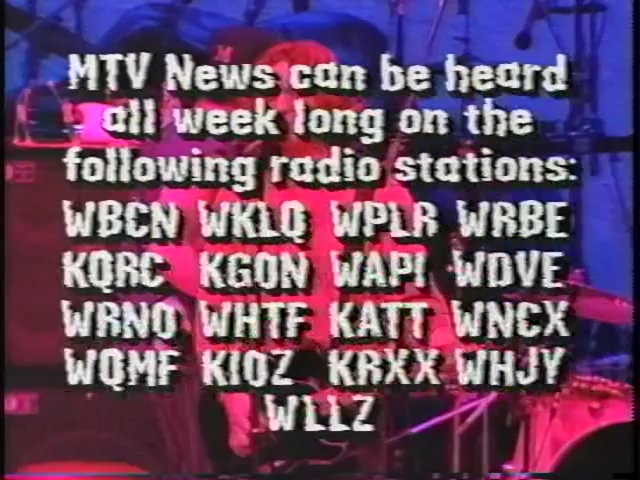 MTV News can be heard
all week long on the
following radio stations:
WBCN WKLQ WPLR WRBE
KQRC KGON WAPI WDVE
WRNO WHTF KATT WNCX
WQMF KIOZ KRXX WHJY
WLLZ